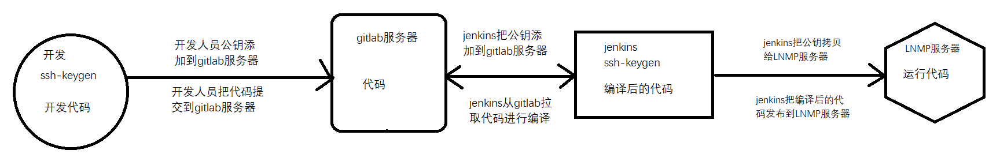 开发
ssh-keygen
开发代码
开发人员公钥添
加到gitlab服务器
开发人员把代码提
交到gitlab服务器
gitlab服务器
代码
jenkins把公钥添
加到gitlab服务器
jenkins从gitlab拉
取代码进行编译
jenkins
ssh-keygen
编译后的代码
jenkins把公钥拷贝
给LNMP服务器
jenkins把编译后的代
码发布到LNMP服务器
LNMP服务器
运行代码